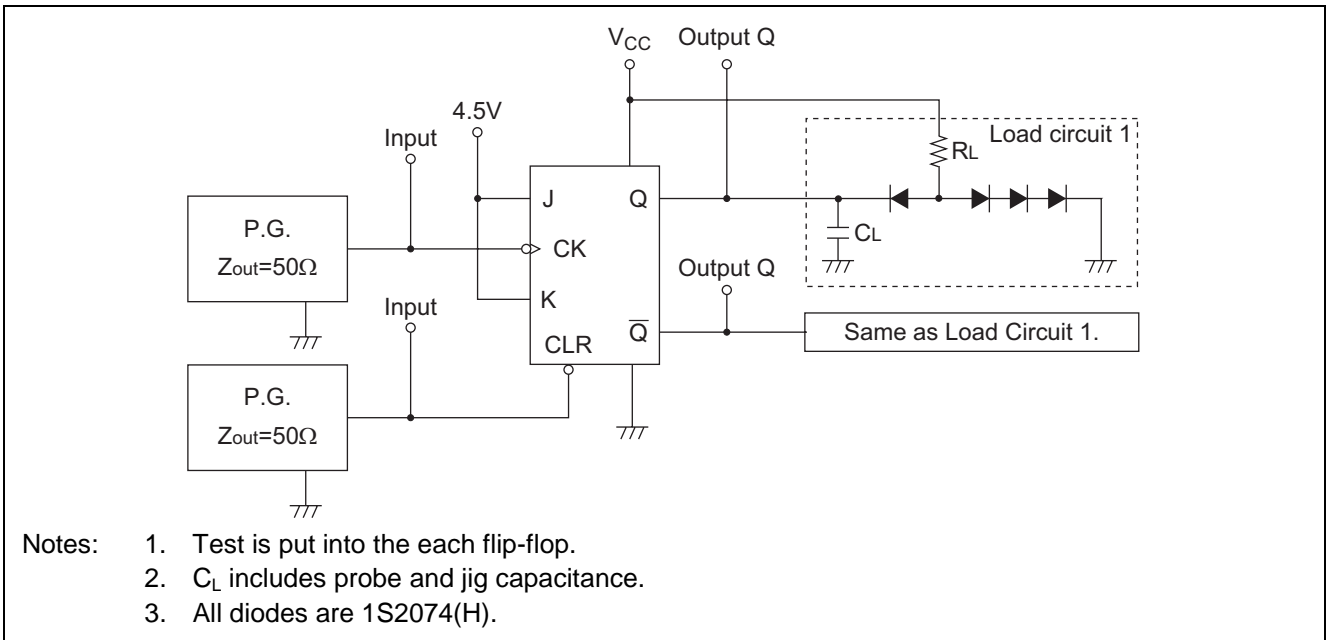 VCC Output Q
4.5V
Input
Load circuit 1
RL
J Q
P.G.
Zout=50Ω
CK
CL
Output Q
Input
K
Q̅
CLR
Same as Load Circuit 1.
P.G.
Zout=50Ω
Notes: 1. Test is put into the each flip-flop.
2. CL includes probe and jig capacitance.
3. All diodes are 1S2074(H).